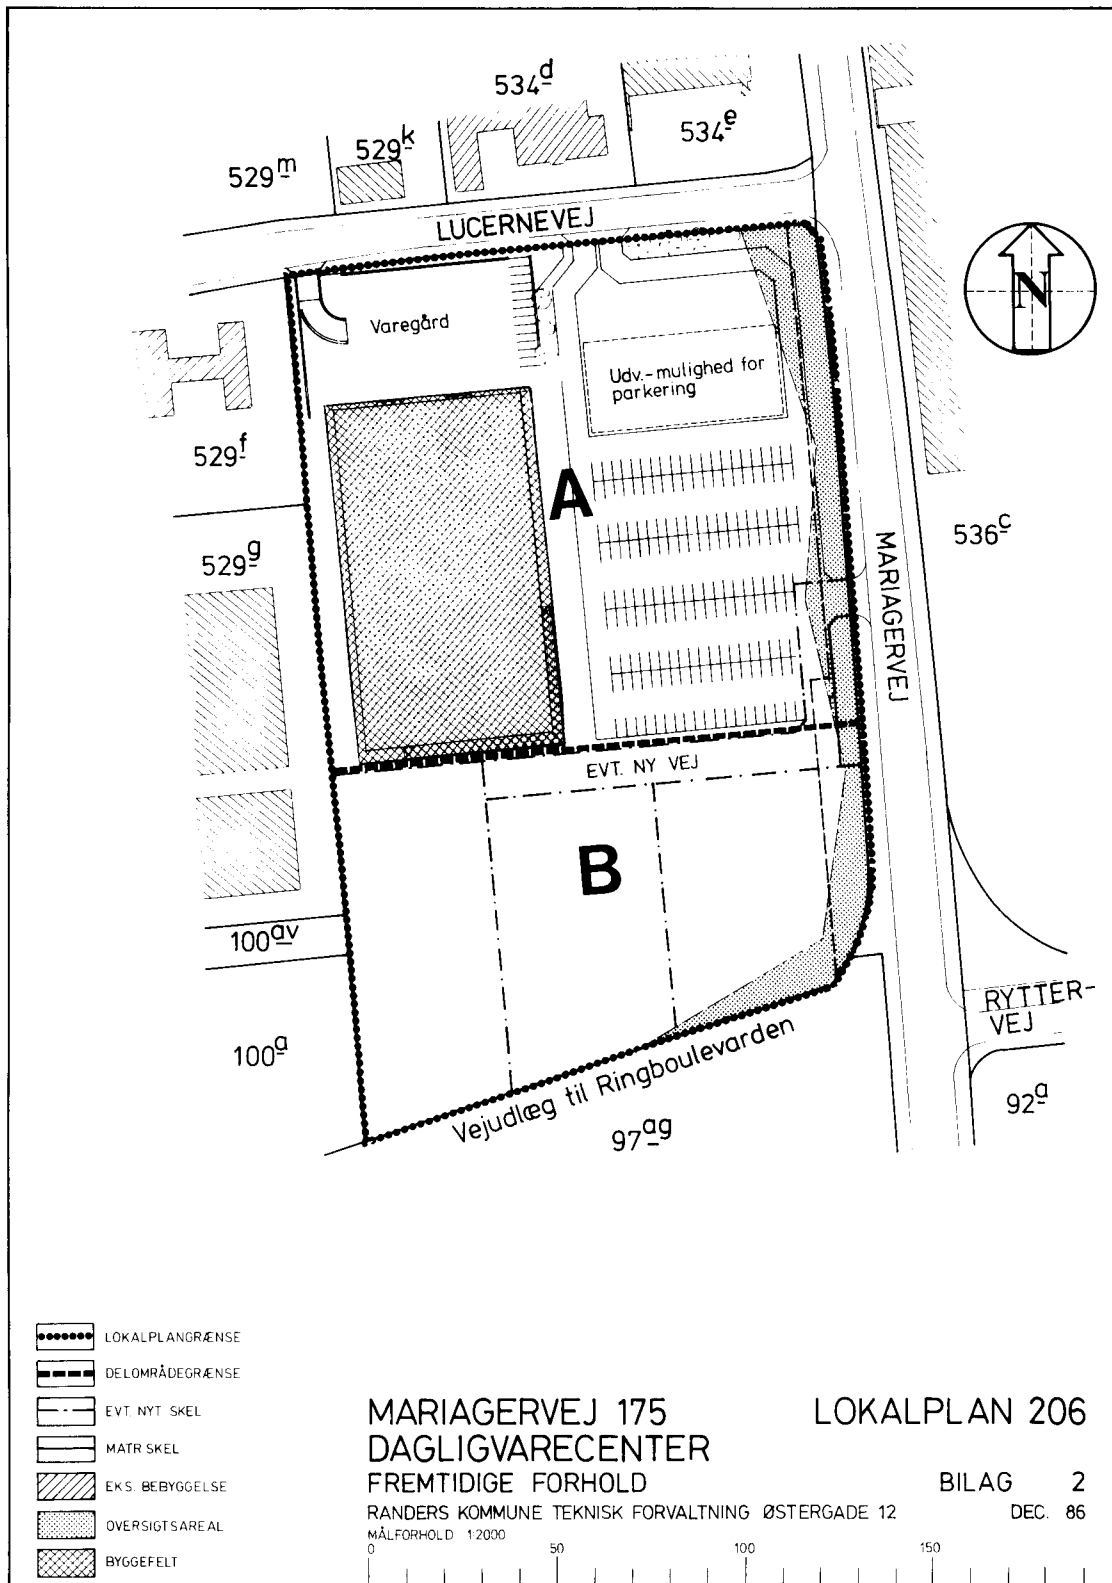 534d
529k
534e
529m
LUCERNEVEJ
N
Varegård
Udv.-mulighed for
parkering
529f
A
536c
529g
MARIAGERVEJ
EVT. NY VEJ
B
100av
RYTTER-
VEJ
100a
Vejudlæg til Ringboulevarden
97ag
92a
LOKALPLANGRÆNSE
DELOMRÅDEGRÆNSE
EVT. NYT SKEL
MATR SKEL
EKS. BEBYGGELSE
OVERSIGTSAREAL
BYGGEFELT
MARIAGERVEJ 175 LOKALPLAN 206
DAGLIGVARECENTER
FREMTIDIGE FORHOLD BILAG 2
RANDERS KOMMUNE TEKNISK FORVALTNING ØSTERGADE 12 DEC. 86
MÅLFORHOLD 1:2000
0 50 100 150